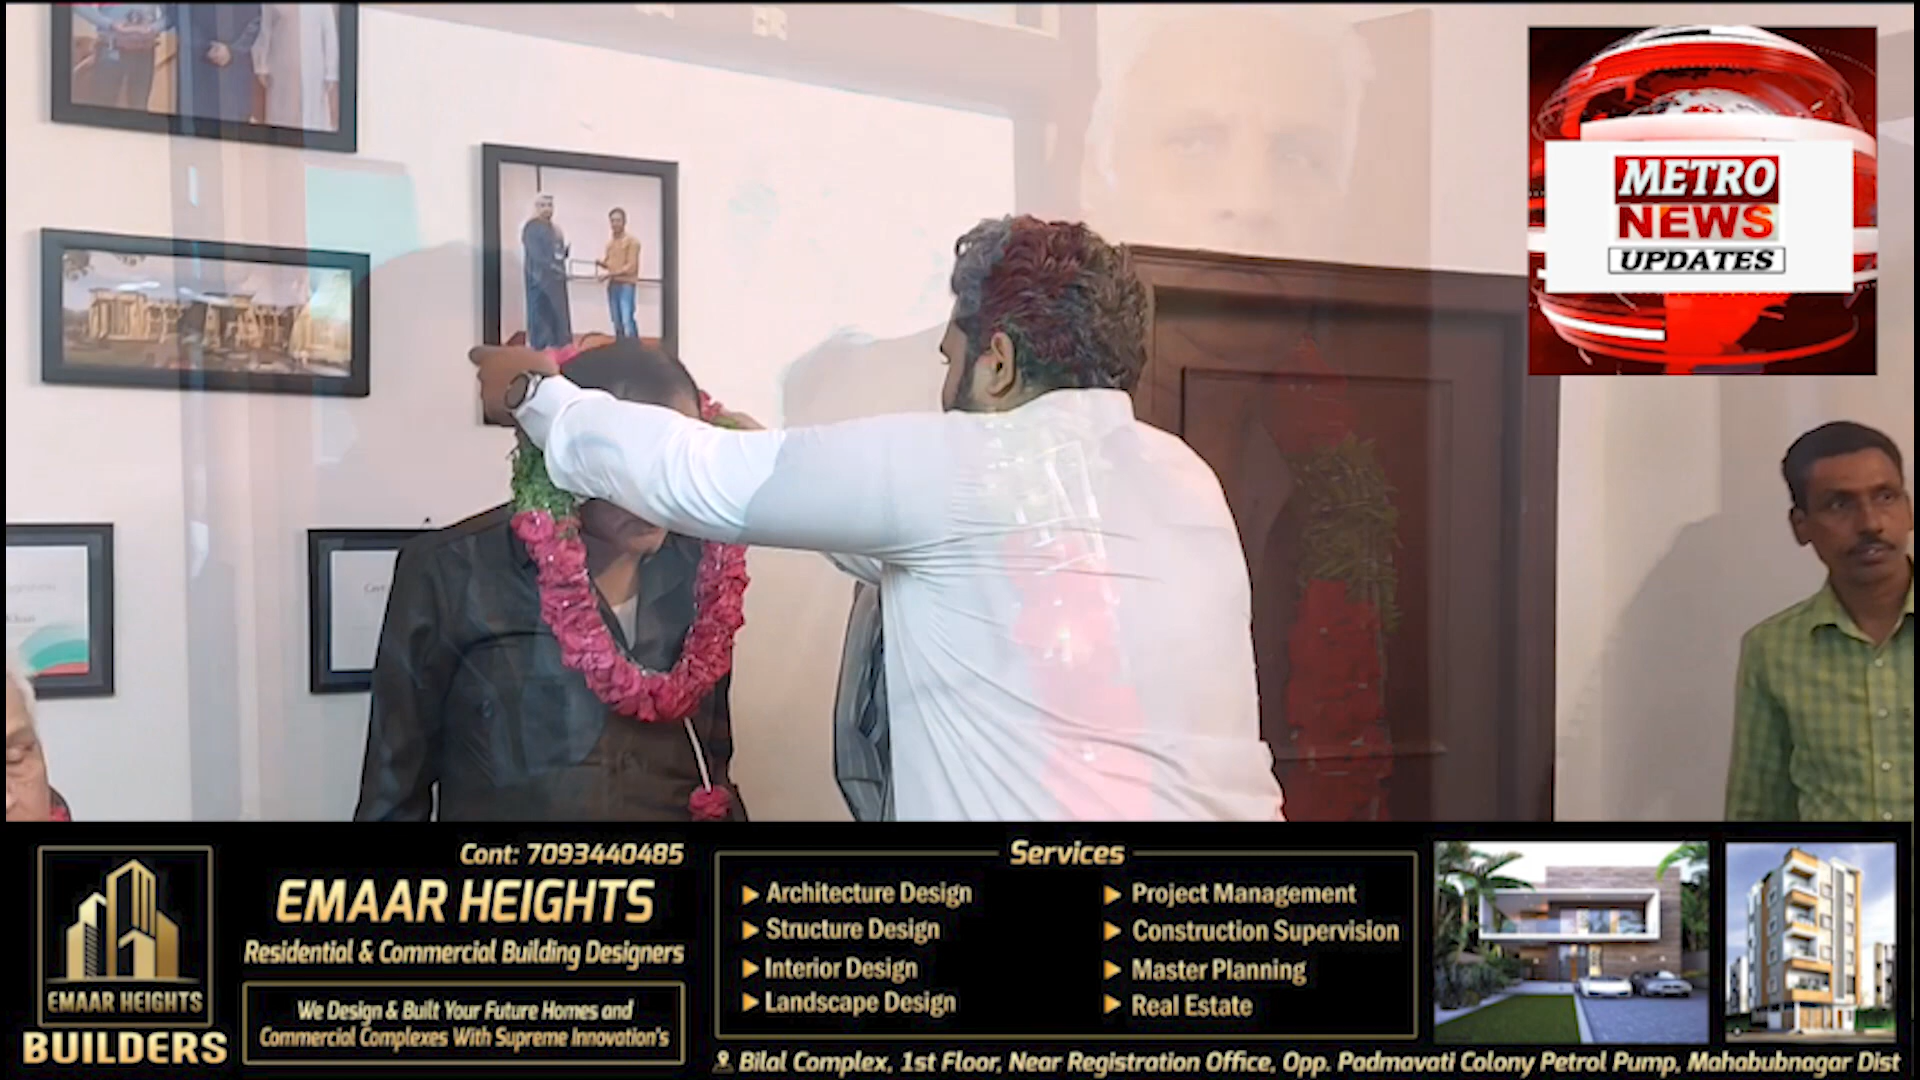 METRO
NEWS
UPDATES
Cont: 7093440485
EMAAR HEIGHTS
Residential & Commercial Building Designers
We Design & Built Your Future Homes and
Commercial Complexes With Supreme Innovation's
EMAAR HEIGHTS
BUILDERS
Services
Architecture Design
Structure Design
Interior Design
Landscape Design
Project Management
Construction Supervision
Master Planning
Real Estate
Bilal Complex, 1st Floor, Near Registration Office, Opp. Padmavati Colony Petrol Pump, Mahabubnagar Dist